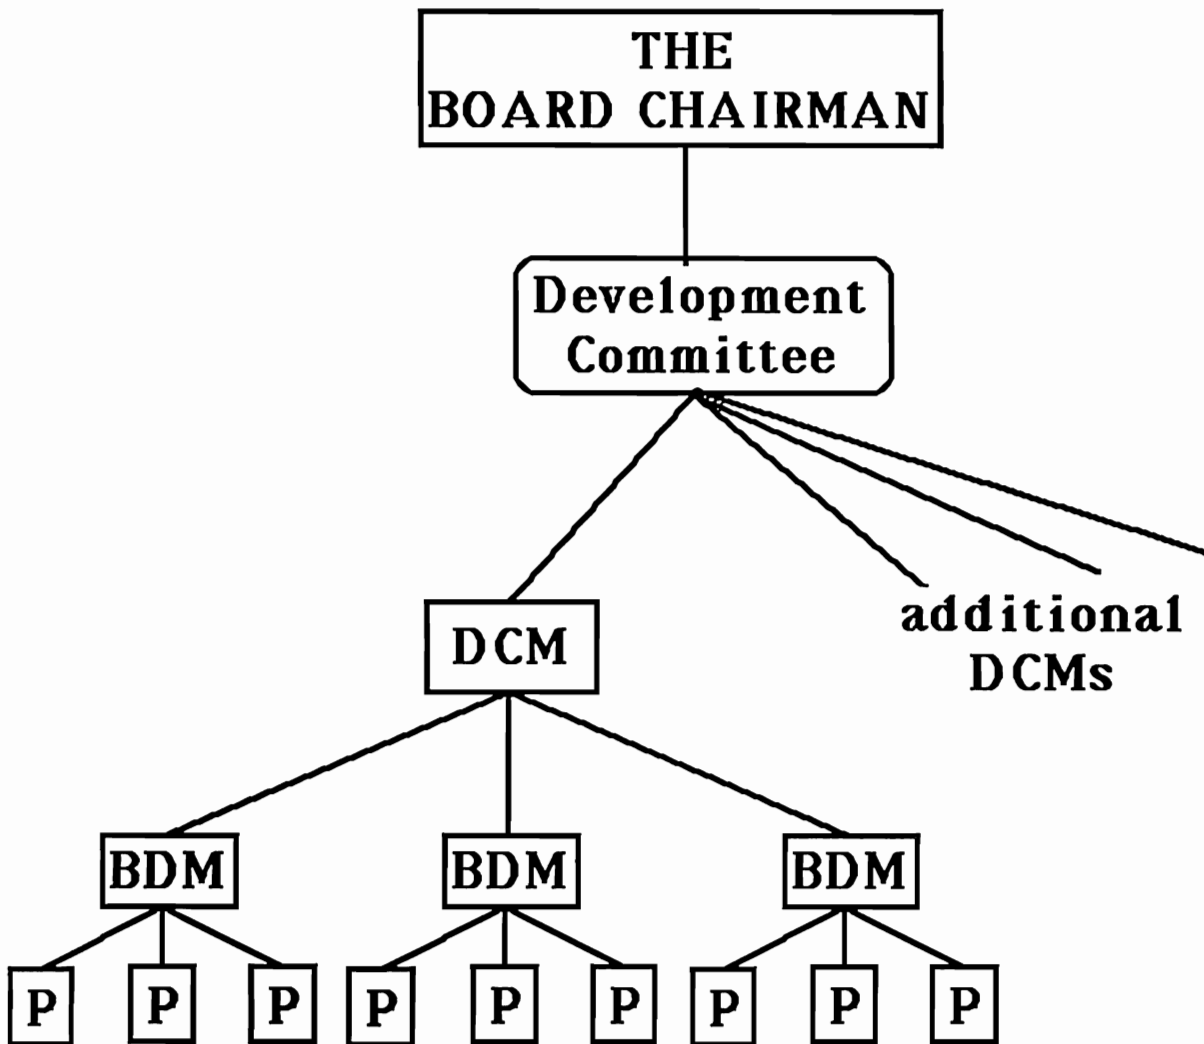 THE
BOARD CHAIRMAN
Development
Committee
DCM
additional
DCMs
BDM BDM BDM
P P P P P P P P P